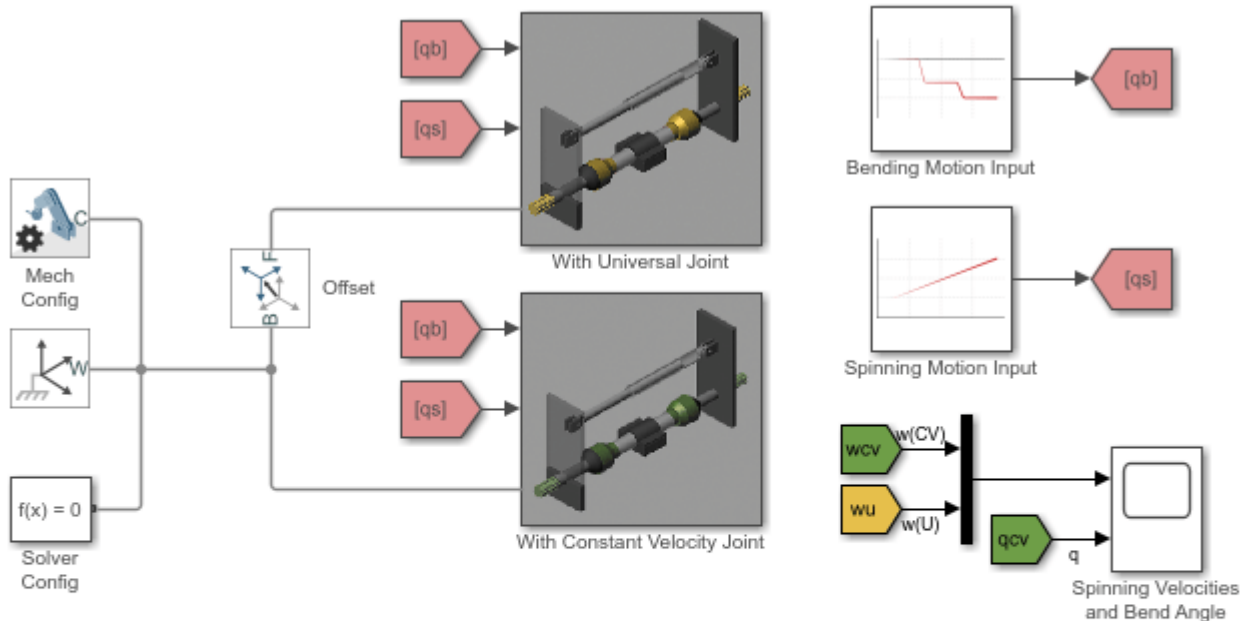 [qb]
[qs]
With Universal Joint
C
Mech
Config
F
B
Offset
W
[qb]
[qs]
With Constant Velocity Joint
f(x) = 0
Solver
Config
Bending Motion Input
[qb]
Spinning Motion Input
[qs]
wcv
w(CV)
wu
w(U)
qcv
q
Spinning Velocities
and Bend Angle